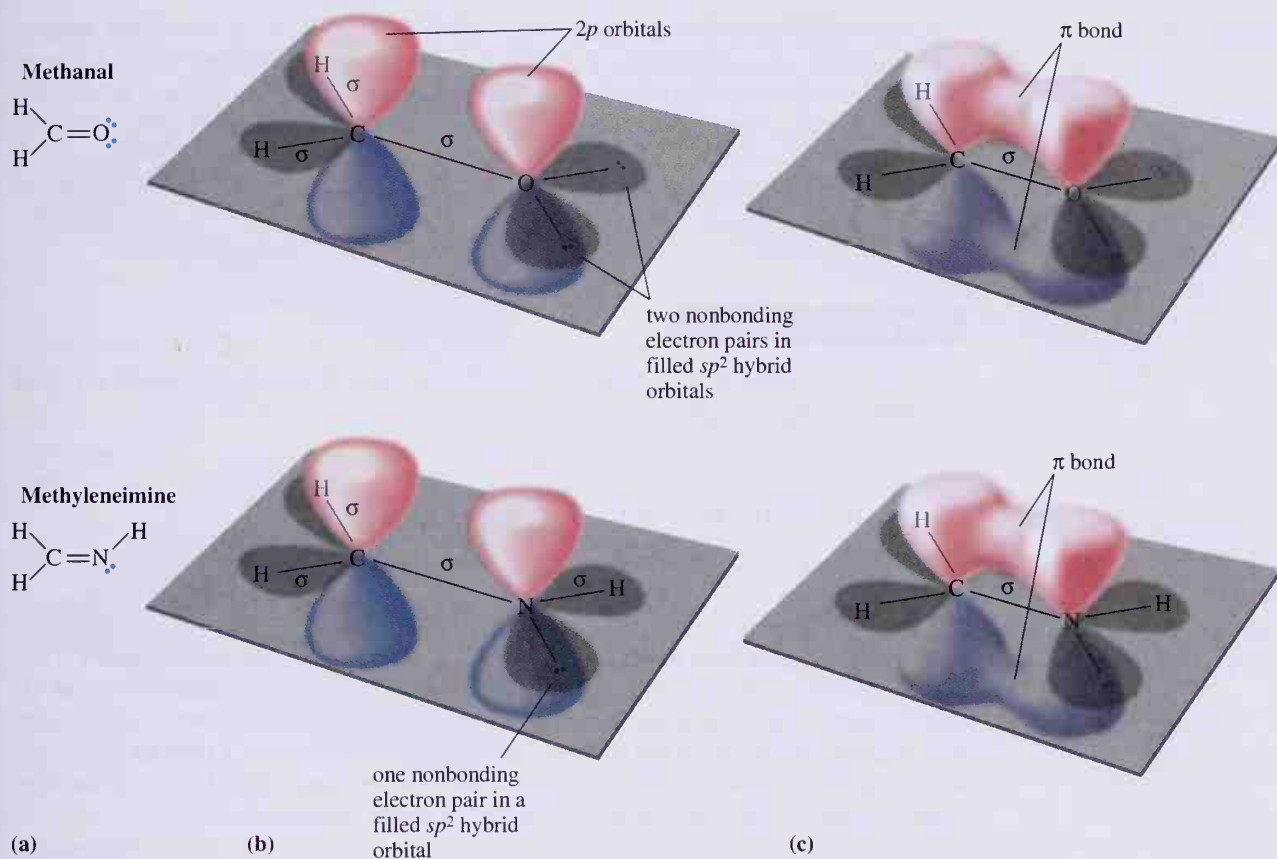 Methanal
H
C=O
H
2p orbitals
H
σ
C
σ
H
σ
O
two nonbonding
electron pairs in
filled sp² hybrid
orbitals
π bond
H
C
σ
H
O
Methyleneimine
H
H
C=N
H
H
σ
C
σ
σ
H
σ
H
N
one nonbonding
electron pair in a
filled sp² hybrid
orbital
π bond
H
C
σ
H
N
H
(a)
(b)
(c)